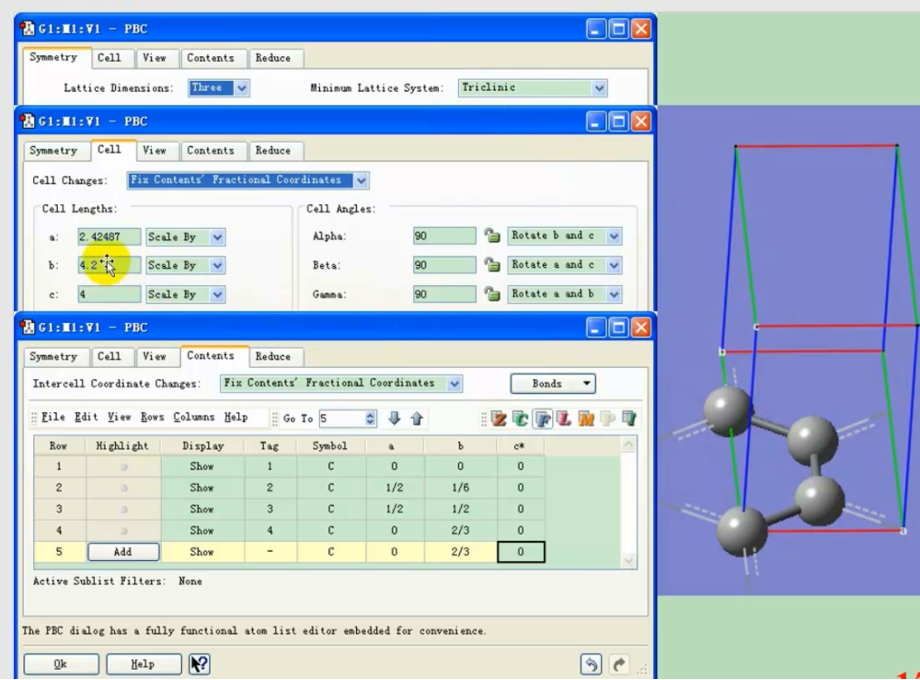 G1:M1:V1 - PBC
Symmetry Cell View Contents Reduce
Lattice Dimensions: Three Minimum Lattice System: Triclinic
G1:M1:V1 - PBC
Symmetry Cell View Contents Reduce
Cell Changes: Fix Contents' Fractional Coordinates
Cell Lengths: Cell Angles:
a: 2.42487 Scale By Alpha: 90 Rotate b and c
b: 4.2 Scale By Beta: 90 Rotate a and c
c: 4 Scale By Gamma: 90 Rotate a and b
G1:M1:V1 - PBC
Symmetry Cell View Contents Reduce
Intercell Coordinate Changes: Fix Contents' Fractional Coordinates Bonds
File Edit View Rows Columns Help Go To 5 Z C F L M P T
Row Highlight Display Tag Symbol a b c*
1 Show 1 C 0 0 0
2 Show 2 C 1/2 1/6 0
3 Show 3 C 1/2 1/2 0
4 Show 4 C 0 2/3 0
5 Add Show - C 0 2/3 0
Active Sublist Filters: None
The PBC dialog has a fully functional atom list editor embedded for convenience.
Ok Help ?